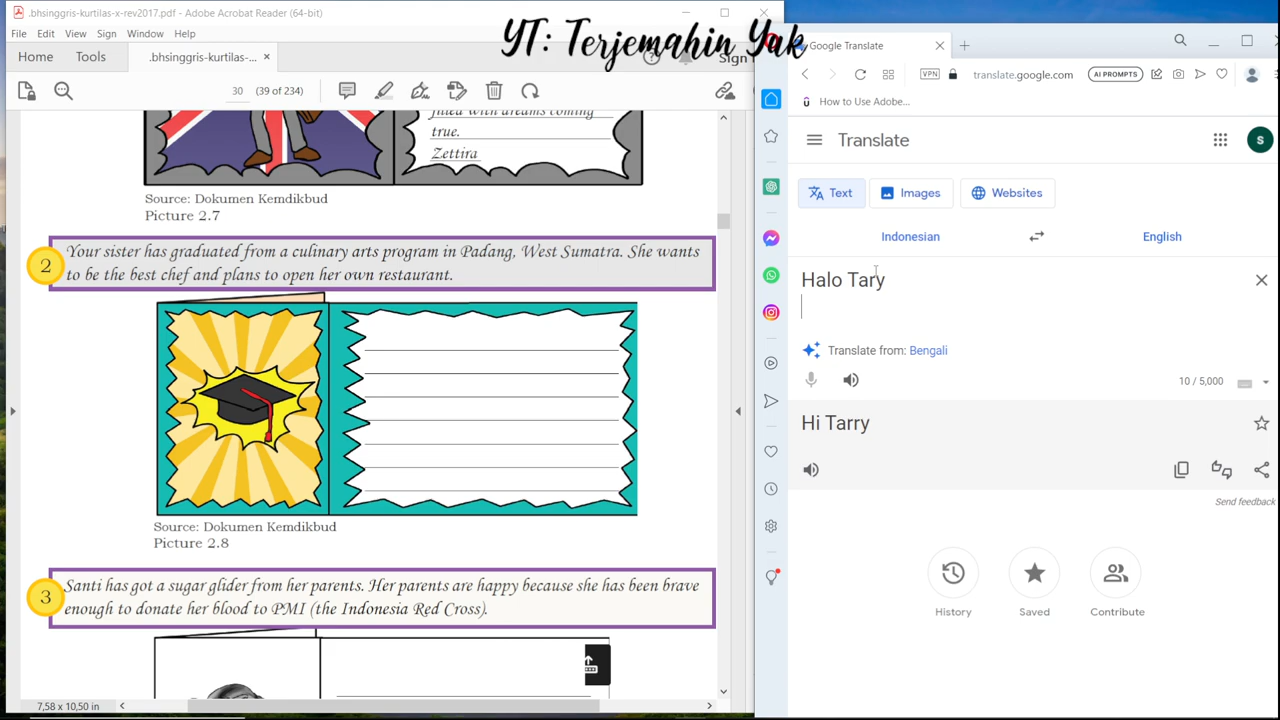 .bhsinggris-kurtilas-x-rev2017.pdf - Adobe Acrobat Reader (64-bit)
File Edit View Sign Window Help
YT: Terjemahin Yuk
Home Tools .bhsinggris-kurtilas-... × Sign
30 (39 of 234)
filled with dreams coming
true.
Zettira
Source: Dokumen Kemdikbud
Picture 2.7
2
Your sister has graduated from a culinary arts program in Padang, West Sumatra. She wants
to be the best chef and plans to open her own restaurant.
Source: Dokumen Kemdikbud
Picture 2.8
3
Santi has got a sugar glider from her parents. Her parents are happy because she has been brave
enough to donate her blood to PMI (the Indonesia Red Cross).
7,58 x 10,50 in
Google Translate
VPN translate.google.com AI PROMPTS
How to Use Adobe...
Translate
S
Text Images Websites
Indonesian English
Halo Tary
Translate from: Bengali
10 / 5,000
Hi Tarry
Send feedback
History Saved Contribute